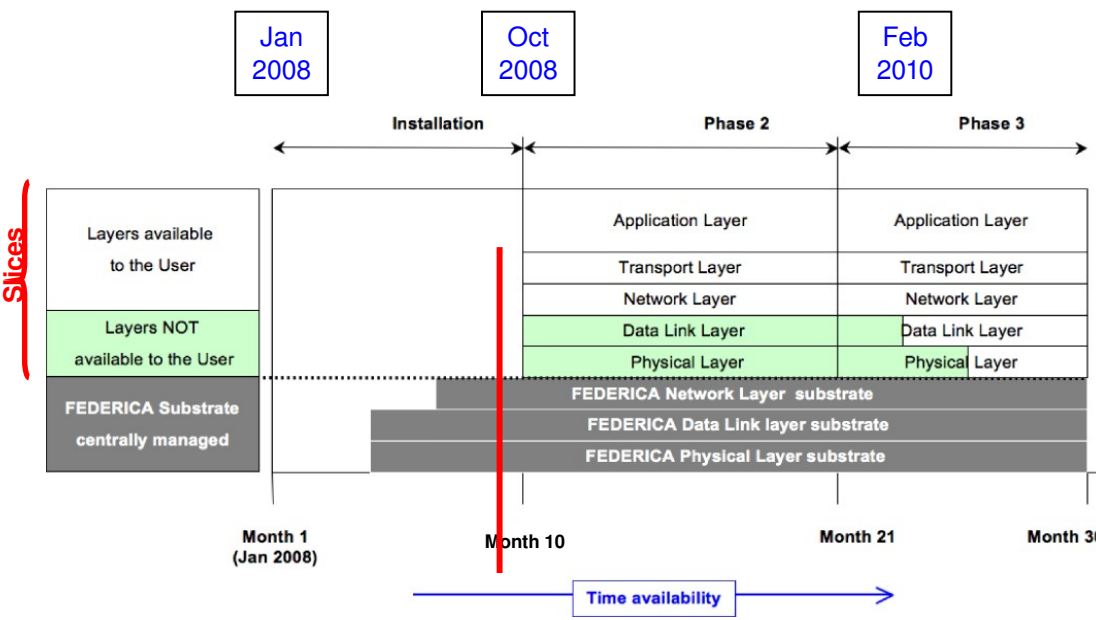 Jan
2008
Oct
2008
Feb
2010
Installation
Phase 2
Phase 3
Slices
Layers available
to the User
Layers NOT
available to the User
FEDERICA Substrate
centrally managed
Application Layer
Application Layer
Transport Layer
Transport Layer
Network Layer
Network Layer
Data Link Layer
Data Link Layer
Physical Layer
Physical Layer
FEDERICA Network Layer substrate
FEDERICA Data Link layer substrate
FEDERICA Physical Layer substrate
Month 1
(Jan 2008)
Month 10
Month 21
Month 30
Time availability